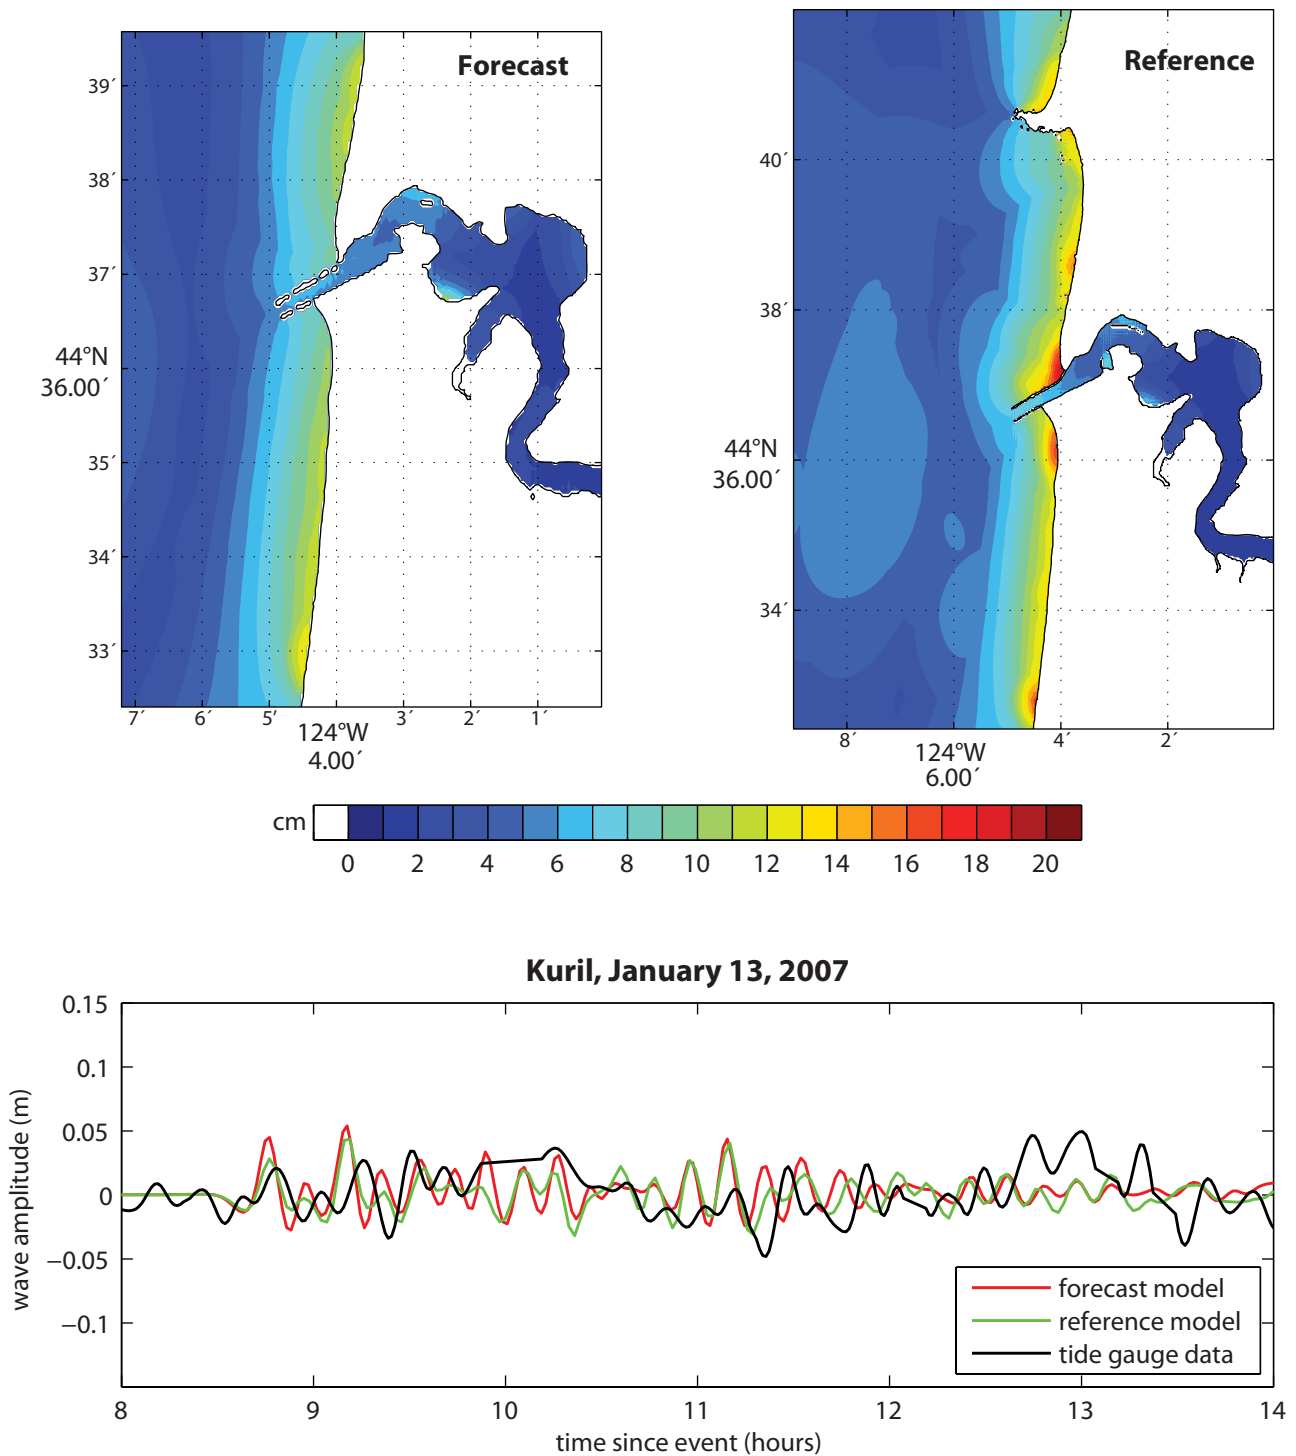 Forecast
39´
38´
37´
44°N
36.00´
35´
34´
33´
7´
6´
5'
124°W
4.00´
3´
2´
1´
Reference
40´
38´
44°N
36.00´
34´
8´
124°W
6.00´
4´
2´
cm
0 2 4 6 8 10 12 14 16 18 20
Kuril, January 13, 2007
wave amplitude (m)
0.15
0.1
0.05
0
−0.05
−0.1
forecast model
reference model
tide gauge data
8 9 10 11 12 13 14
time since event (hours)